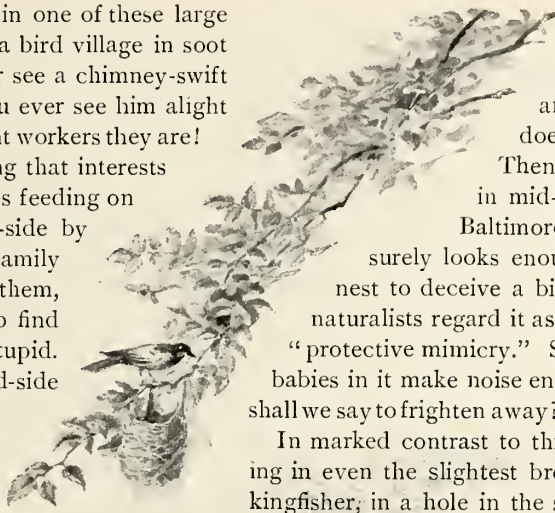 in one of these large
a bird village in soot
r see a chimney-swift
u ever see him alight
nt workers they are!
ng that interests
s feeding on
-side by
amily
them,
o find
tupid.
d-side
doe
Then
in mid-
Baltimore
surely looks enou
nest to deceive a bi
naturalists regard it as
“protective mimicry.” S
babies in it make noise en
shall we say to frighten away?
In marked contrast to thi
ing in even the slightest bre
kingfisher, in a hole in the s